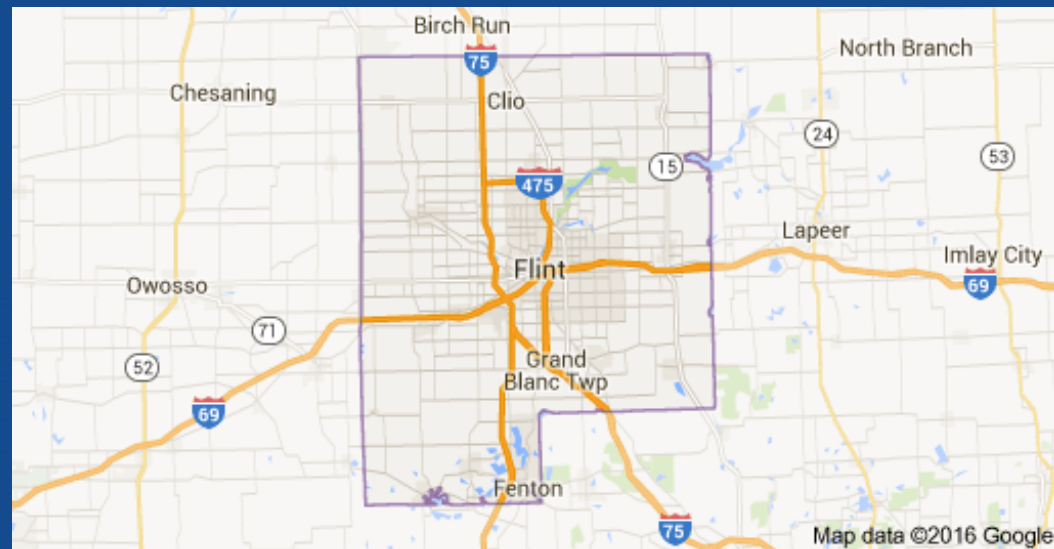 Birch Run
75
North Branch
Chesaning
Clio
24
53
15
475
Lapeer
Flint
Imlay City
Owosso
69
71
52
Grand
Blanc Twp
69
Fenton
75
Map data ©2016 Google